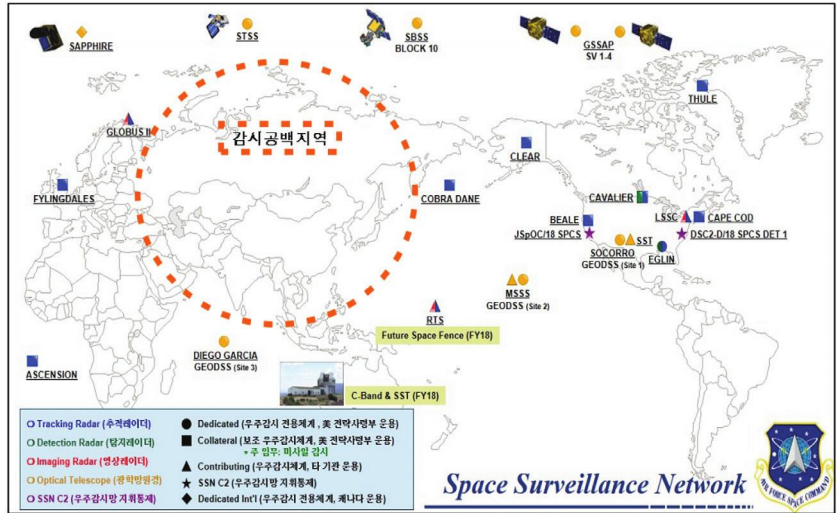 SAPPHIRE
STSS
SBSS
BLOCK 10
GSSAP
SV 1-4
THULE
GLOBUS II
감시공백지역
CLEAR
FYLINGDALES
COBRA DANE
CAVALIER
BEALE
LSSC
CAPE COD
JSpOC/18 SPCS
SST
DSC2-D/18 SPCS DET 1
SOCORRO
GEODSS (Site 1)
EGLIN
MSSS
GEODSS (Site 2)
RTS
Future Space Fence (FY18)
DIEGO GARCIA
GEODSS (Site 3)
ASCENSION
C-Band & SST (FY18)
Tracking Radar (추적레이더)
Detection Radar (탐지레이더)
Imaging Radar (영상레이더)
Optical Telescope (광학망원경)
SSN C2 (우주감시망 지휘통제)
Dedicated (우주감시 전용체계, 美 전략사령부 운용)
Collateral (보조 우주감시체계, 美 전략사령부 운용)
* 주 임무: 미사일 감시
Contributing (우주감시체계, 타 기관 운용)
SSN C2 (우주감시망 지휘통제)
Dedicated Int'l (우주감시 전용체계, 캐나다 운용)
Space Surveillance Network
AIR FORCE SPACE COMMAND